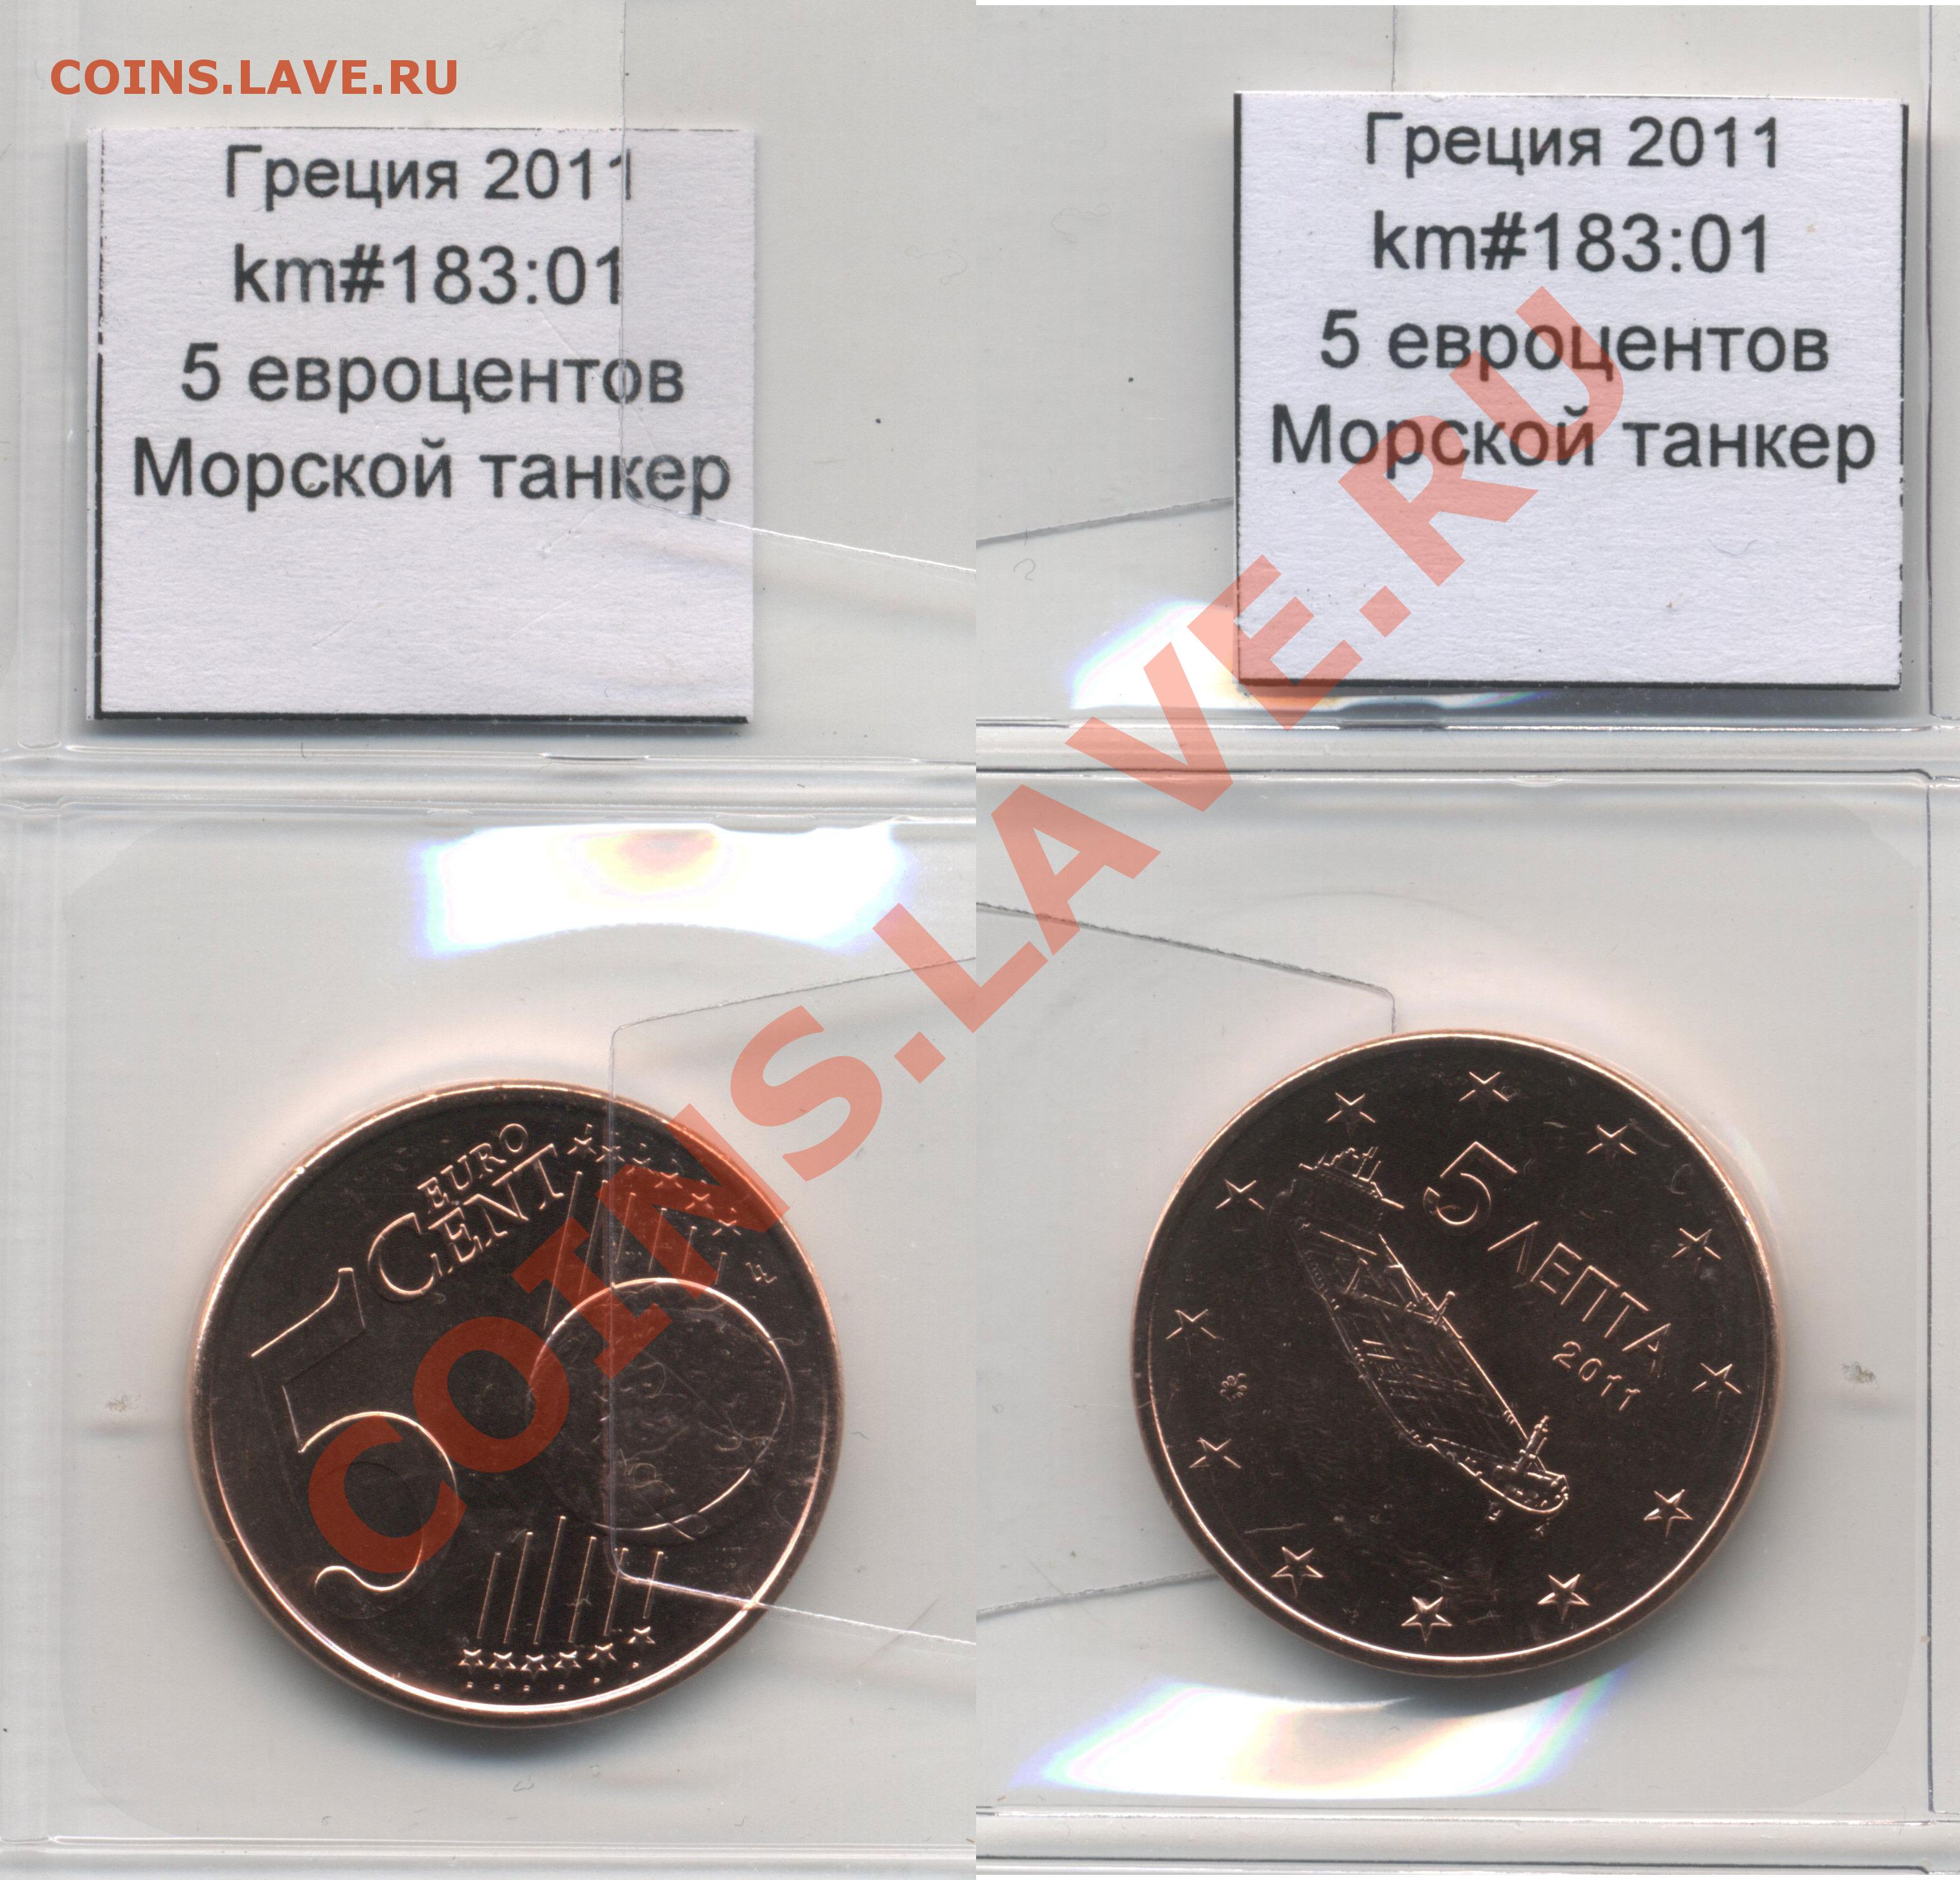 COINS.LAVE.RU
Греция 2011
km#183:01
5 евроцентов
Морской танкер
Греция 2011
km#183:01
5 евроцентов
Морской танкер
COINS.LAVE.RU
5
EURO
CENT
LL
5 ΛΕΠΤΑ
2011